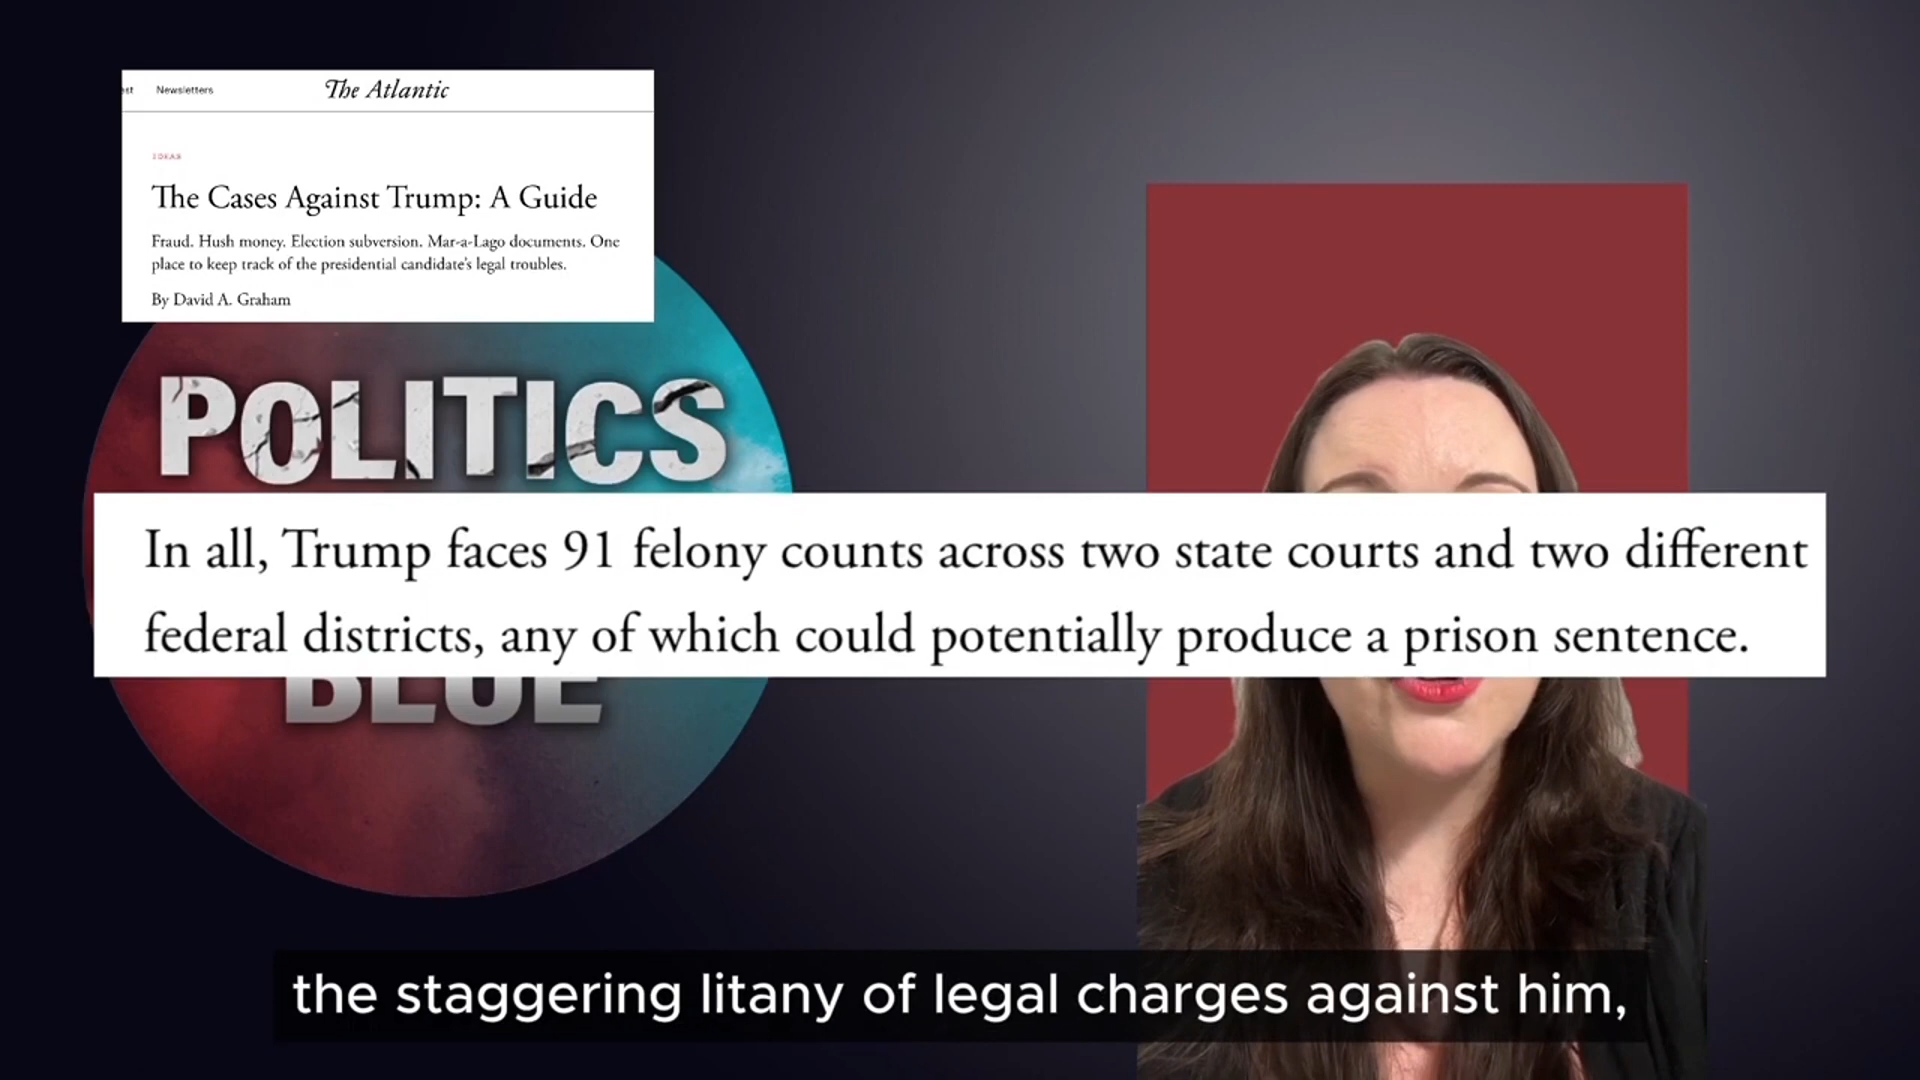 est Newsletters The Atlantic
IDEAS
The Cases Against Trump: A Guide
Fraud. Hush money. Election subversion. Mar-a-Lago documents. One
place to keep track of the presidential candidate's legal troubles.
By David A. Graham
POLITICS
In all, Trump faces 91 felony counts across two state courts and two different
federal districts, any of which could potentially produce a prison sentence.
BLUE
the staggering litany of legal charges against him,